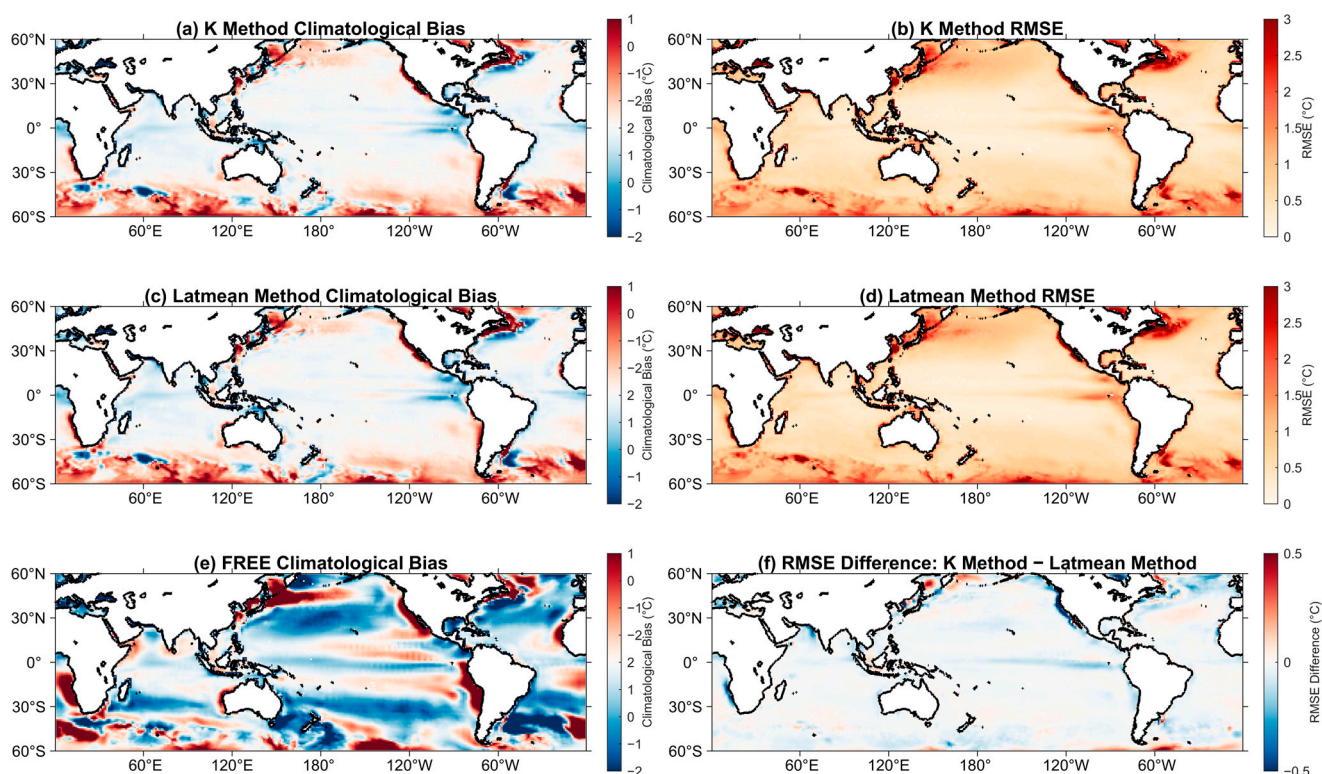 (a) K Method Climatological Bias
60°N
30°N
0°
30°S
60°S
60°E 120°E 180° 120°W 60°W
1
0
−1
−2
2
1
0
−1
−2
Climatological Bias (°C)
(b) K Method RMSE
60°N
30°N
0°
30°S
60°S
60°E 120°E 180° 120°W 60°W
3
2.5
2
1.5
1
0.5
0
RMSE (°C)
(c) Latmean Method Climatological Bias
60°N
30°N
0°
30°S
60°S
60°E 120°E 180° 120°W 60°W
1
0
−1
−2
2
1
0
−1
−2
Climatological Bias (°C)
(d) Latmean Method RMSE
60°N
30°N
0°
30°S
60°S
60°E 120°E 180° 120°W 60°W
3
2.5
2
1.5
1
0.5
0
RMSE (°C)
(e) FREE Climatological Bias
60°N
30°N
0°
30°S
60°S
60°E 120°E 180° 120°W 60°W
1
0
−1
−2
2
1
0
−1
−2
Climatological Bias (°C)
(f) RMSE Difference: K Method − Latmean Method
60°N
30°N
0°
30°S
60°S
60°E 120°E 180° 120°W 60°W
0.5
0
−0.5
RMSE Difference (°C)